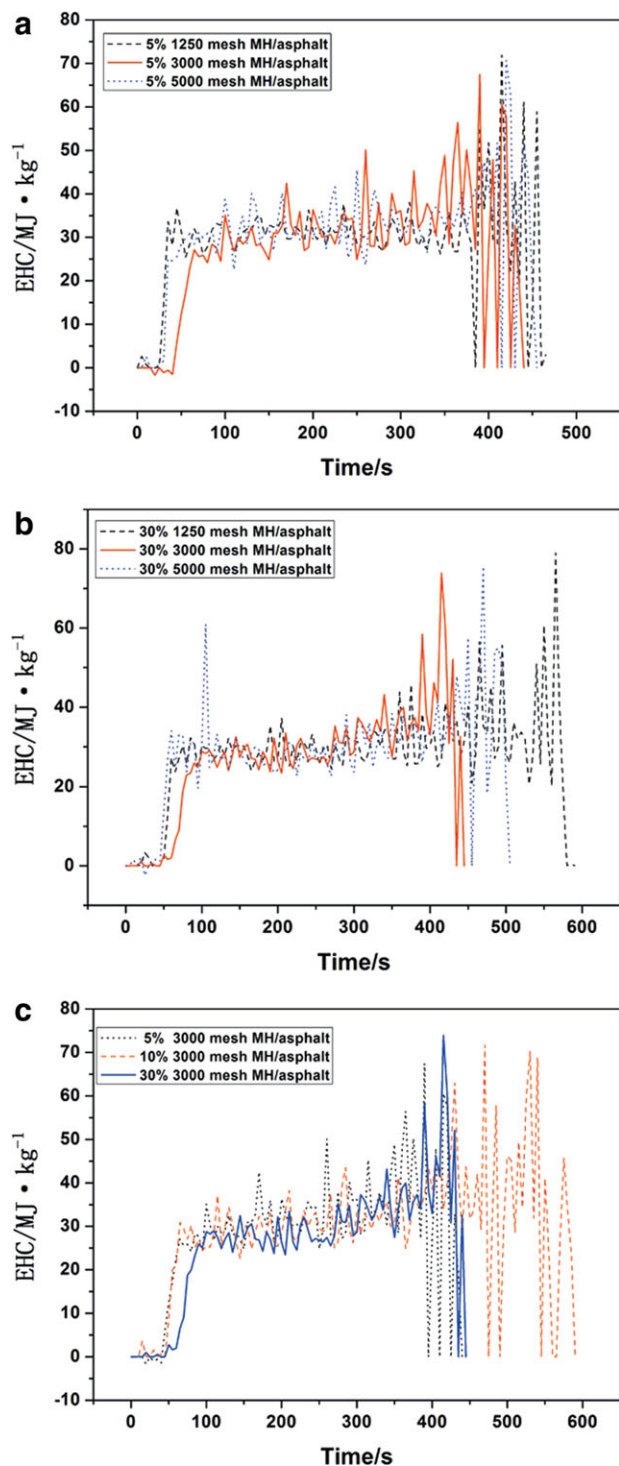 a
80
70
60
50
40
30
20
10
0
-10
EHC/MJ·kg⁻¹
5% 1250 mesh MH/asphalt
5% 3000 mesh MH/asphalt
5% 5000 mesh MH/asphalt
0 100 200 300 400 500
Time/s
b
80
60
40
20
0
EHC/MJ·kg⁻¹
30% 1250 mesh MH/asphalt
30% 3000 mesh MH/asphalt
30% 5000 mesh MH/asphalt
0 100 200 300 400 500 600
Time/s
c
80
70
60
50
40
30
20
10
0
-10
EHC/MJ·kg⁻¹
5% 3000 mesh MH/asphalt
10% 3000 mesh MH/asphalt
30% 3000 mesh MH/asphalt
0 100 200 300 400 500 600
Time/s